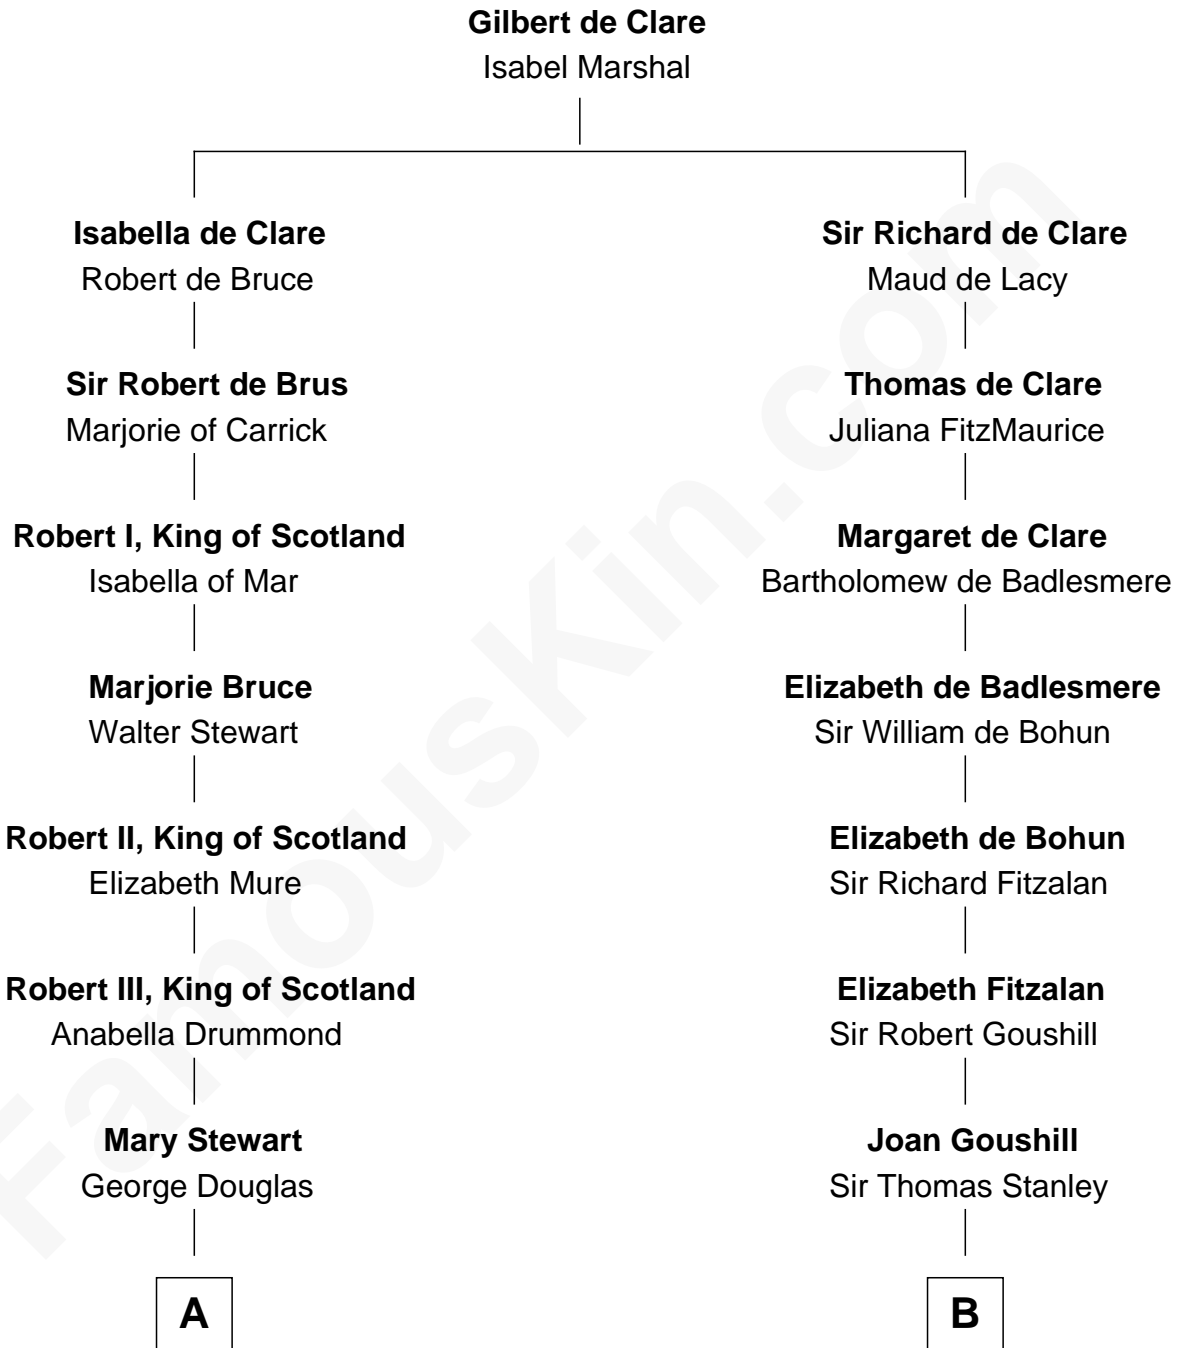 Gilbert de Clare
Isabel Marshal
Isabella de Clare
Robert de Bruce
Sir Richard de Clare
Maud de Lacy
Sir Robert de Brus
Marjorie of Carrick
Thomas de Clare
Juliana FitzMaurice
Robert I, King of Scotland
Isabella of Mar
Margaret de Clare
Bartholomew de Badlesmere
Marjorie Bruce
Walter Stewart
Elizabeth de Badlesmere
Sir William de Bohun
Robert II, King of Scotland
Elizabeth Mure
Elizabeth de Bohun
Sir Richard Fitzalan
Robert III, King of Scotland
Anabella Drummond
Elizabeth Fitzalan
Sir Robert Goushill
Mary Stewart
George Douglas
Joan Goushill
Sir Thomas Stanley
A
B
FamousKin.com